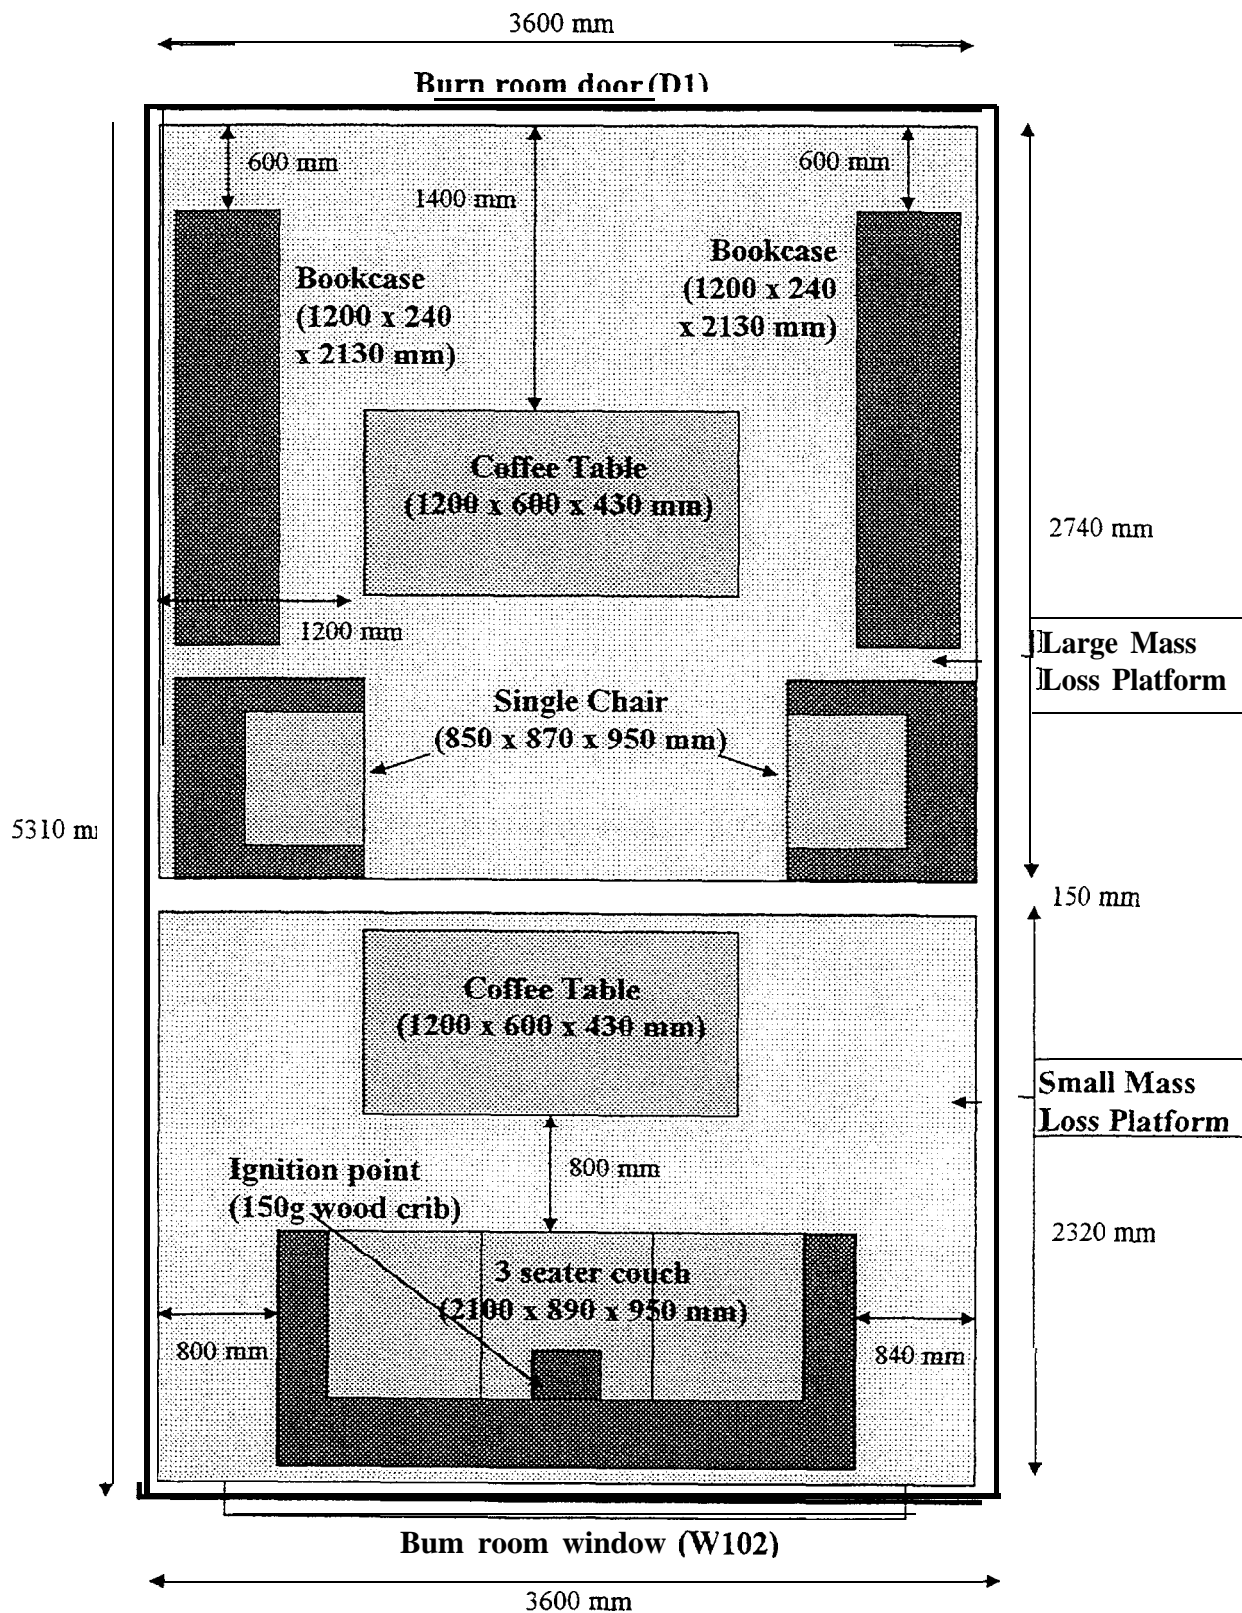 3600 mm
Burn room door (D1)
600 mm
600 mm
1400 mm
Bookcase
(1200 x 240
x 2130 mm)
Bookcase
(1200 x 240
x 2130 mm)
Coffee Table
(1200 x 600 x 430 mm)
2740 mm
1200 mm
Large Mass
Loss Platform
Single Chair
(850 x 870 x 950 mm)
5310 m
150 mm
Coffee Table
(1200 x 600 x 430 mm)
Small Mass
Loss Platform
800 mm
Ignition point
(150g wood crib)
2320 mm
3 seater couch
(2100 x 890 x 950 mm)
800 mm
840 mm
Bum room window (W102)
3600 mm